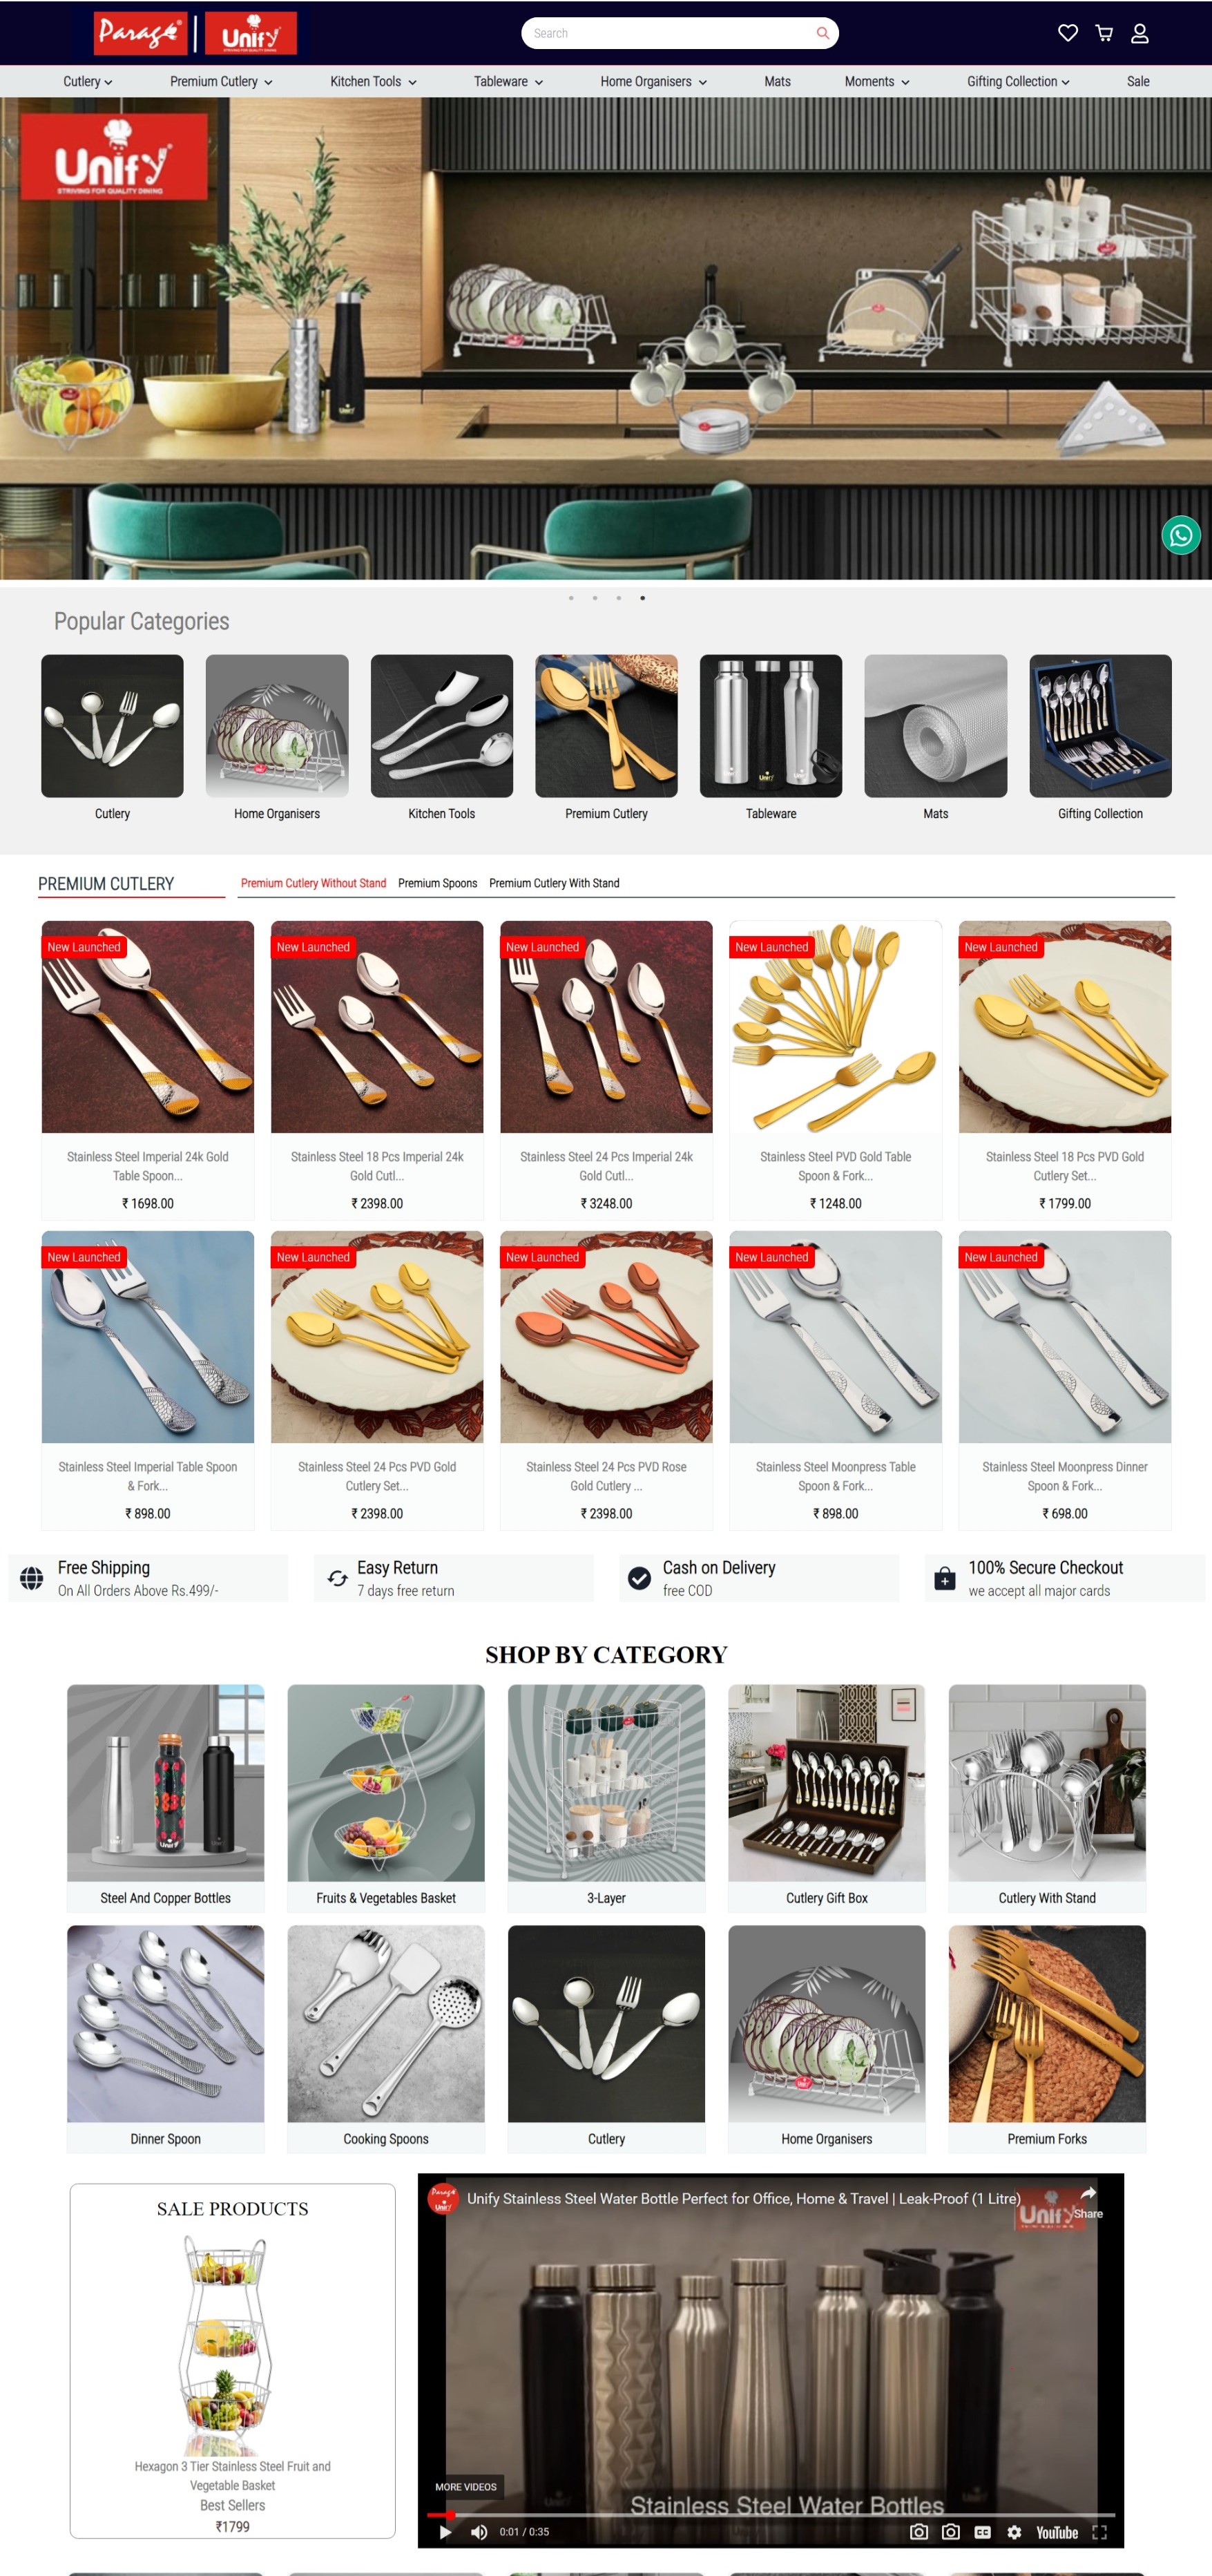 Parag
Unify
STRIVING FOR QUALITY DINING
Search
Cutlery Premium Cutlery Kitchen Tools Tableware Home Organisers Mats Moments Gifting Collection Sale
Unify
STRIVING FOR QUALITY DINING
Unify
Popular Categories
Unify
Cutlery Home Organisers Kitchen Tools Premium Cutlery Tableware Mats Gifting Collection
PREMIUM CUTLERY Premium Cutlery Without Stand Premium Spoons Premium Cutlery With Stand
New Launched New Launched New Launched New Launched New Launched
Stainless Steel Imperial 24k Gold
Table Spoon...
₹ 1698.00
Stainless Steel 18 Pcs Imperial 24k
Gold Cutl...
₹ 2398.00
Stainless Steel 24 Pcs Imperial 24k
Gold Cutl...
₹ 3248.00
Stainless Steel PVD Gold Table
Spoon & Fork...
₹ 1248.00
Stainless Steel 18 Pcs PVD Gold
Cutlery Set...
₹ 1799.00
New Launched New Launched New Launched New Launched New Launched
Stainless Steel Imperial Table Spoon
& Fork...
₹ 898.00
Stainless Steel 24 Pcs PVD Gold
Cutlery Set...
₹ 2398.00
Stainless Steel 24 Pcs PVD Rose
Gold Cutlery ...
₹ 2398.00
Stainless Steel Moonpress Table
Spoon & Fork...
₹ 898.00
Stainless Steel Moonpress Dinner
Spoon & Fork...
₹ 698.00
Free Shipping
On All Orders Above Rs.499/-
Easy Return
7 days free return
Cash on Delivery
free COD
100% Secure Checkout
we accept all major cards
SHOP BY CATEGORY
Unify
Steel And Copper Bottles Fruits & Vegetables Basket 3-Layer Cutlery Gift Box Cutlery With Stand
Dinner Spoon Cooking Spoons Cutlery Home Organisers Premium Forks
SALE PRODUCTS
Hexagon 3 Tier Stainless Steel Fruit and
Vegetable Basket
Best Sellers
₹1799
Unify Stainless Steel Water Bottle Perfect for Office, Home & Travel | Leak-Proof (1 Litre)
Unify
Share
MORE VIDEOS
Stainless Steel Water Bottles
0:01 / 0:35
CC
YouTube